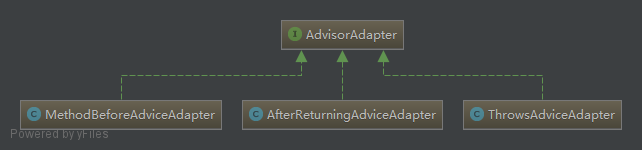 I AdvisorAdapter
C MethodBeforeAdviceAdapter
C AfterReturningAdviceAdapter
C ThrowsAdviceAdapter
Powered by yFiles